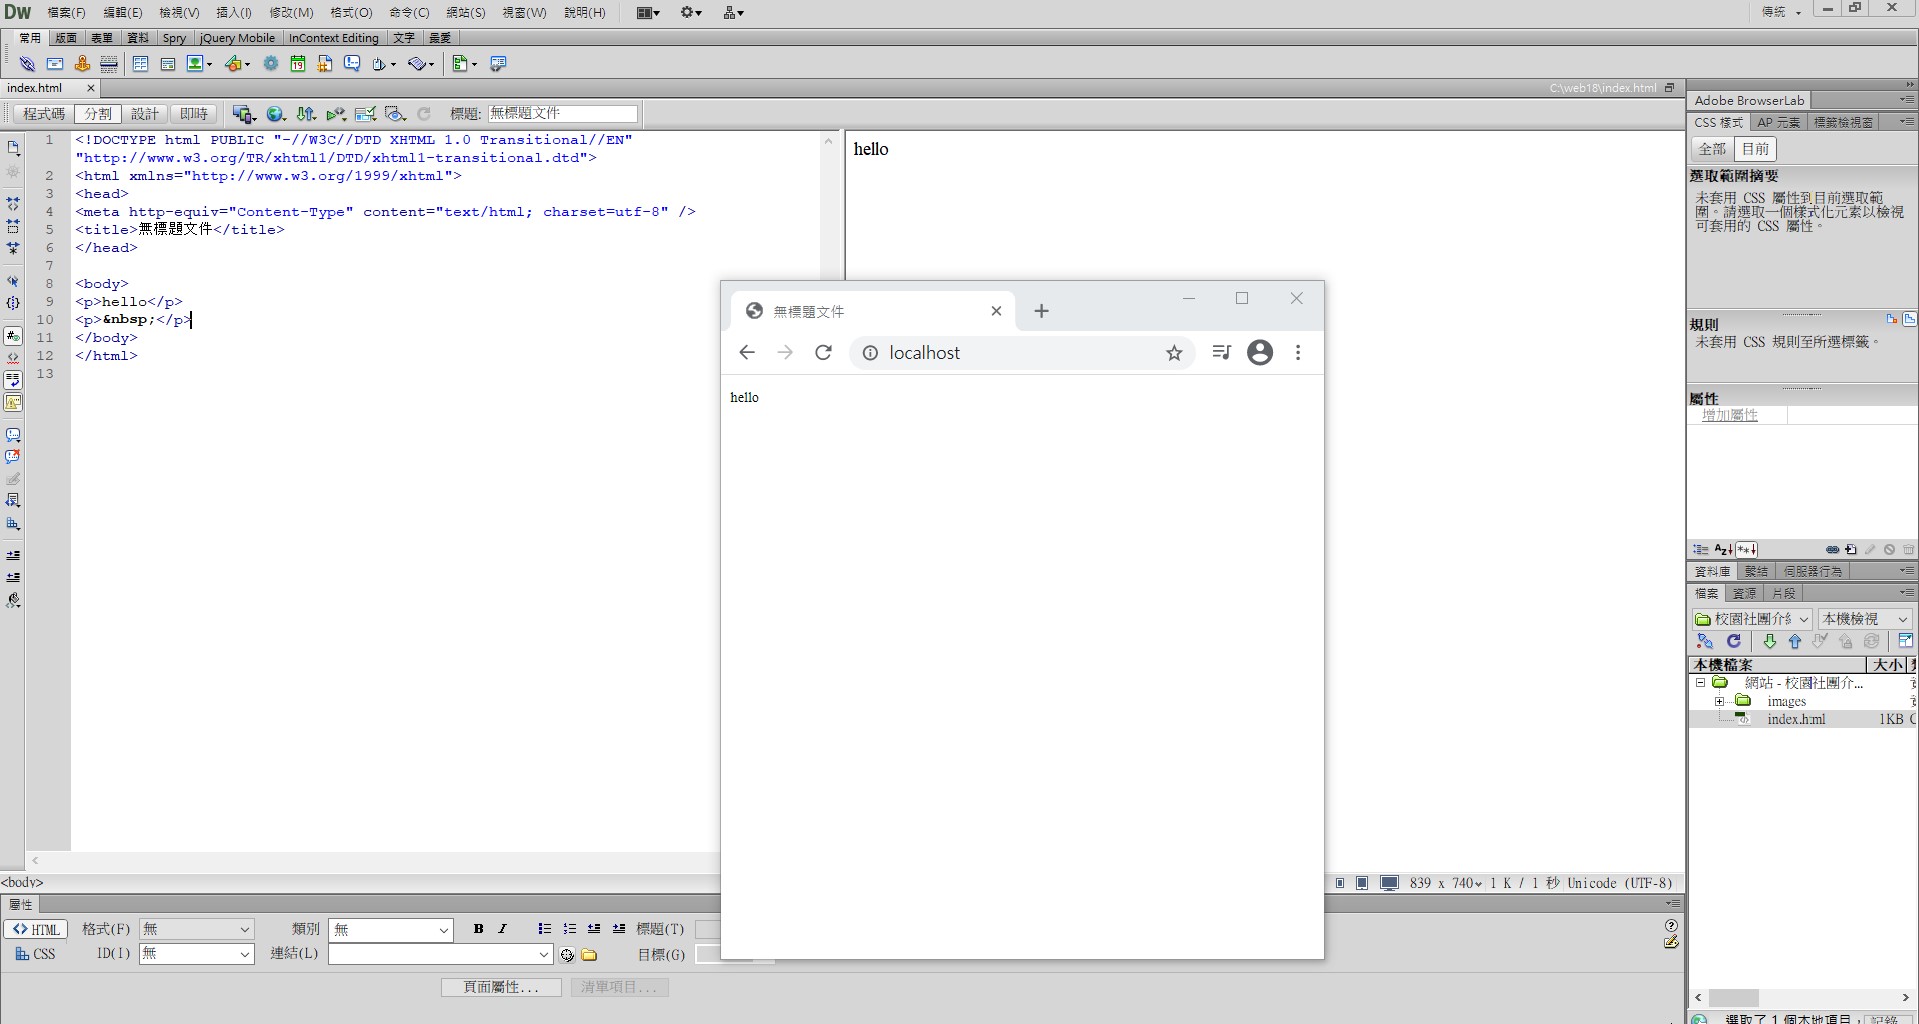 Dw 檔案(F) 編輯(E) 檢視(V) 插入(I) 修改(M) 格式(O) 命令(C) 網站(S) 視窗(W) 說明(H) 傳統
常用 版面 表單 資料 Spry jQuery Mobile InContext Editing 文字 最愛
index.html C:\web18\index.html
程式碼 分割 設計 即時 標題: 無標題文件
1 <!DOCTYPE html PUBLIC "-//W3C//DTD XHTML 1.0 Transitional//EN"
"http://www.w3.org/TR/xhtml1/DTD/xhtml1-transitional.dtd">
2 <html xmlns="http://www.w3.org/1999/xhtml">
3 <head>
4 <meta http-equiv="Content-Type" content="text/html; charset=utf-8" />
5 <title>無標題文件</title>
6 </head>
7
8 <body>
9 <p>hello</p>
10 <p>&nbsp;</p>
11 </body>
12 </html>
13
hello
無標題文件
localhost
hello
Adobe BrowserLab
CSS 樣式 AP 元素 標籤檢視窗
全部 目前
選取範圍摘要
未套用 CSS 屬性到目前選取範
圍。請選取一個樣式化元素以檢視
可套用的 CSS 屬性。
規則
未套用 CSS 規則至所選標籤。
屬性
增加屬性
資料庫 繫結 伺服器行為
檔案 資源 片段
校園社團介 本機檢視
本機檔案 大小
網站 - 校園社團介...
images
index.html 1KB
選取了 1 個本地項目， 記錄...
<body> 839 x 740 1 K / 1 秒 Unicode (UTF-8)
屬性
<> HTML 格式(F) 無 類別 無 B I 標題(T)
CSS ID(I) 無 連結(L) 目標(G)
頁面屬性... 清單項目...